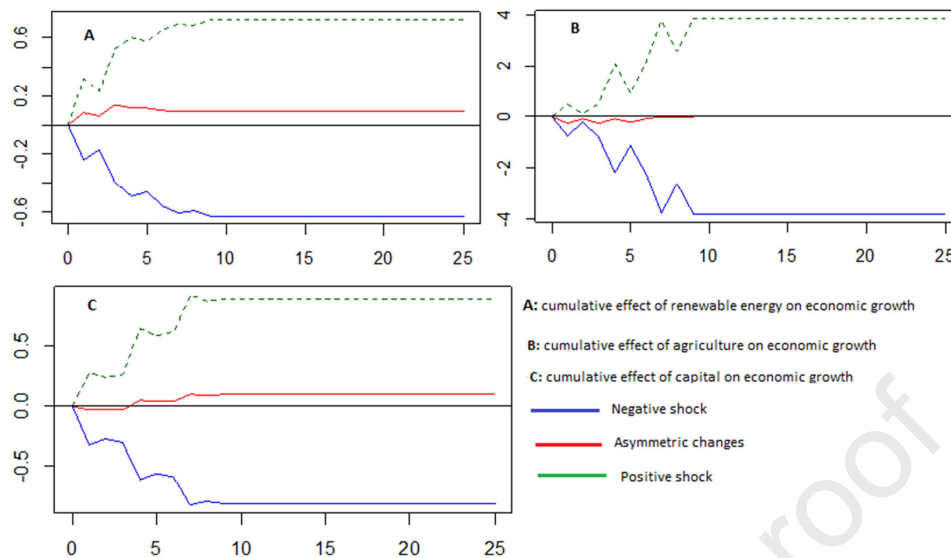 A
0.6
0.2
-0.2
-0.6
0 5 10 15 20 25
B
4
2
0
-2
-4
0 5 10 15 20 25
C
0.5
0.0
-0.5
0 5 10 15 20 25
A: cumulative effect of renewable energy on economic growth
B: cumulative effect of agriculture on economic growth
C: cumulative effect of capital on economic growth
Negative shock
Asymmetric changes
Positive shock
roof